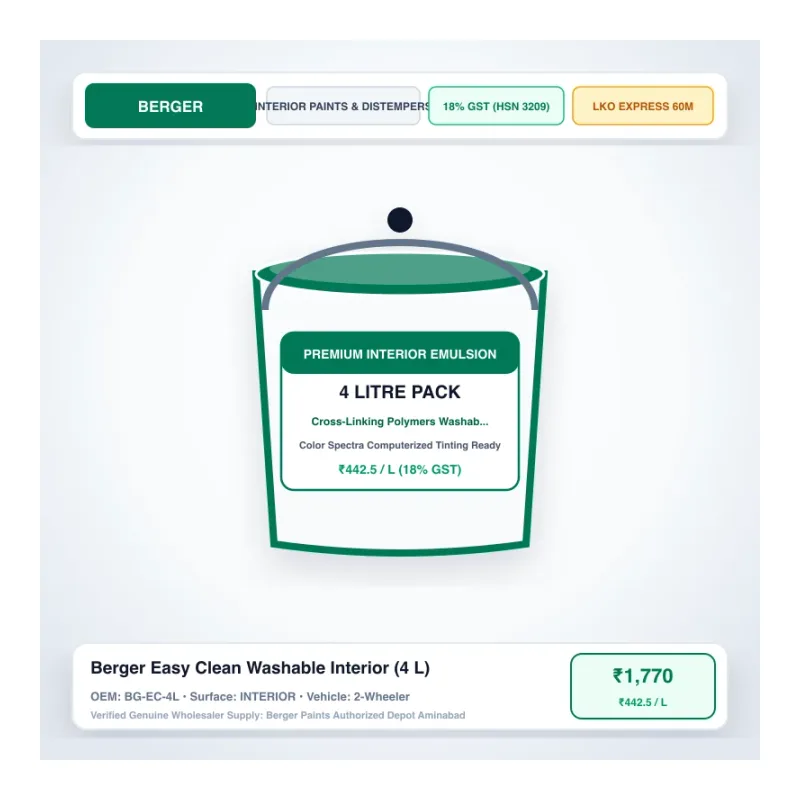 BERGER
INTERIOR PAINTS & DISTEMPERS
18% GST (HSN 3209)
LKO EXPRESS 60M
PREMIUM INTERIOR EMULSION
4 LITRE PACK
Cross-Linking Polymers Washab...
Color Spectra Computerized Tinting Ready
₹442.5 / L (18% GST)
Berger Easy Clean Washable Interior (4 L)
OEM: BG-EC-4L • Surface: INTERIOR • Vehicle: 2-Wheeler
Verified Genuine Wholesaler Supply: Berger Paints Authorized Depot Aminabad
₹1,770
₹442.5 / L